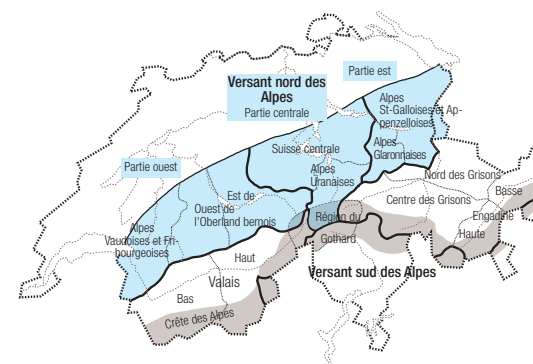 Partie est
Versant nord des
Alpes
Partie centrale
Alpes
St-Galloises et Ap-
penzelloises
Partie ouest
Suisse centrale
Alpes
Glaronnaises
Alpes
Uranaises
Nord des Grisons
Basse
Est de
Ouest de
l'Oberland bernois
Centre des Grisons
Engadine
Région du
Gothard
Alpes
Vaudoises et Fri-
bourgeoises
Haute
Haut
Versant sud des Alpes
Valais
Bas
Crête des Alpes